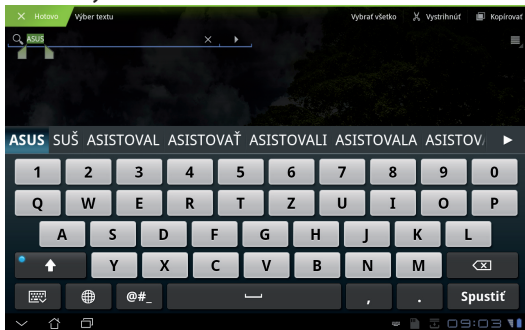 Hotovo Výber textu Vybrať všetko Vystrihnúť Kopírovať
ASUS
ASUS SUŠ ASISTOVAL ASISTOVAŤ ASISTOVALI ASISTOVALA ASISTOV
1 2 3 4 5 6 7 8 9 0
Q W E R T Z U I O P
A S D F G H J K L
Y X C V B N M
@#_ , . Spustiť
09:03